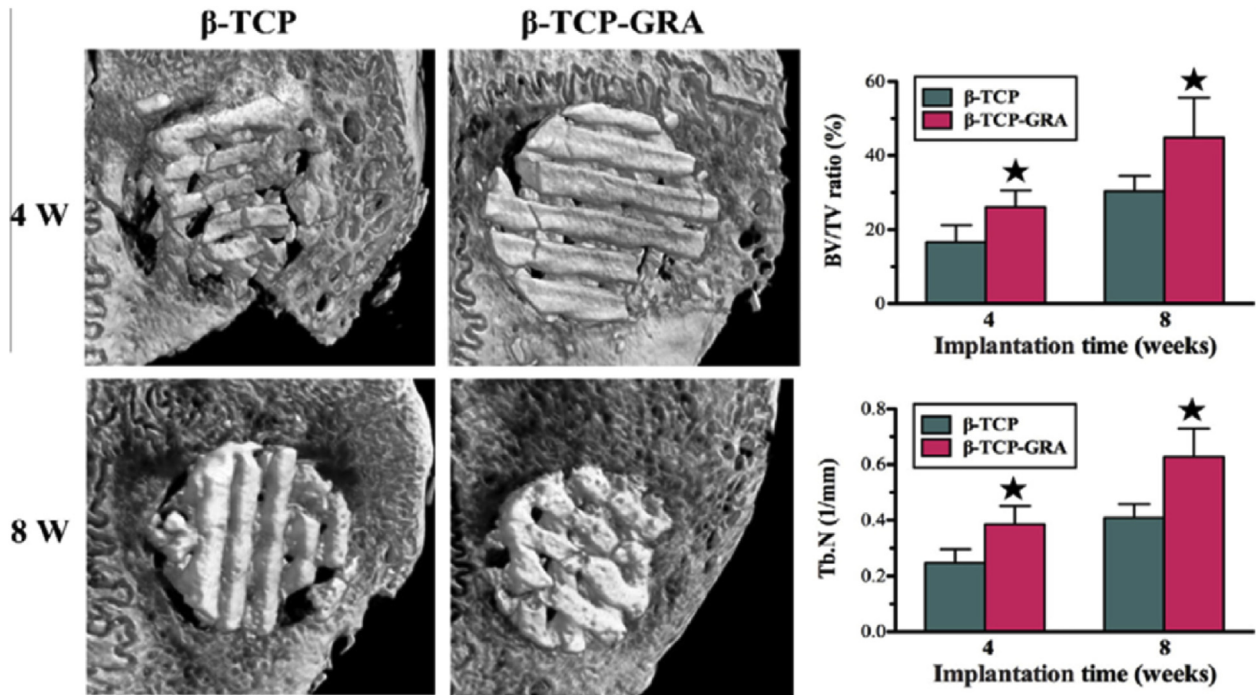 β-TCP
β-TCP-GRA
4 W
8 W
60
40
20
0
BV/TV ratio (%)
β-TCP
β-TCP-GRA
★
★
4
8
Implantation time (weeks)
0.8
0.6
0.4
0.2
0.0
Tb.N (1/mm)
β-TCP
β-TCP-GRA
★
★
4
8
Implantation time (weeks)